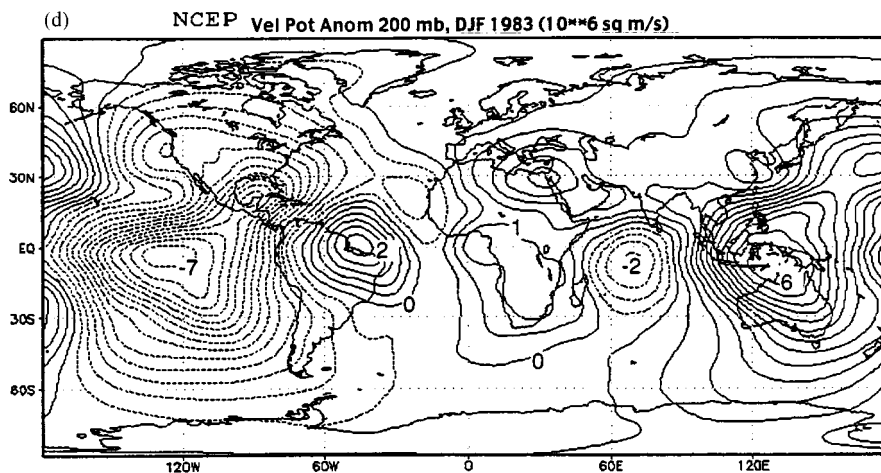 (d) NCEP Vel Pot Anom 200 mb, DJF 1983 (10**6 sq m/s)
60N
30N
EQ
30S
60S
-7
2
0
1
0
-2
6
120W 60W 0 60E 120E